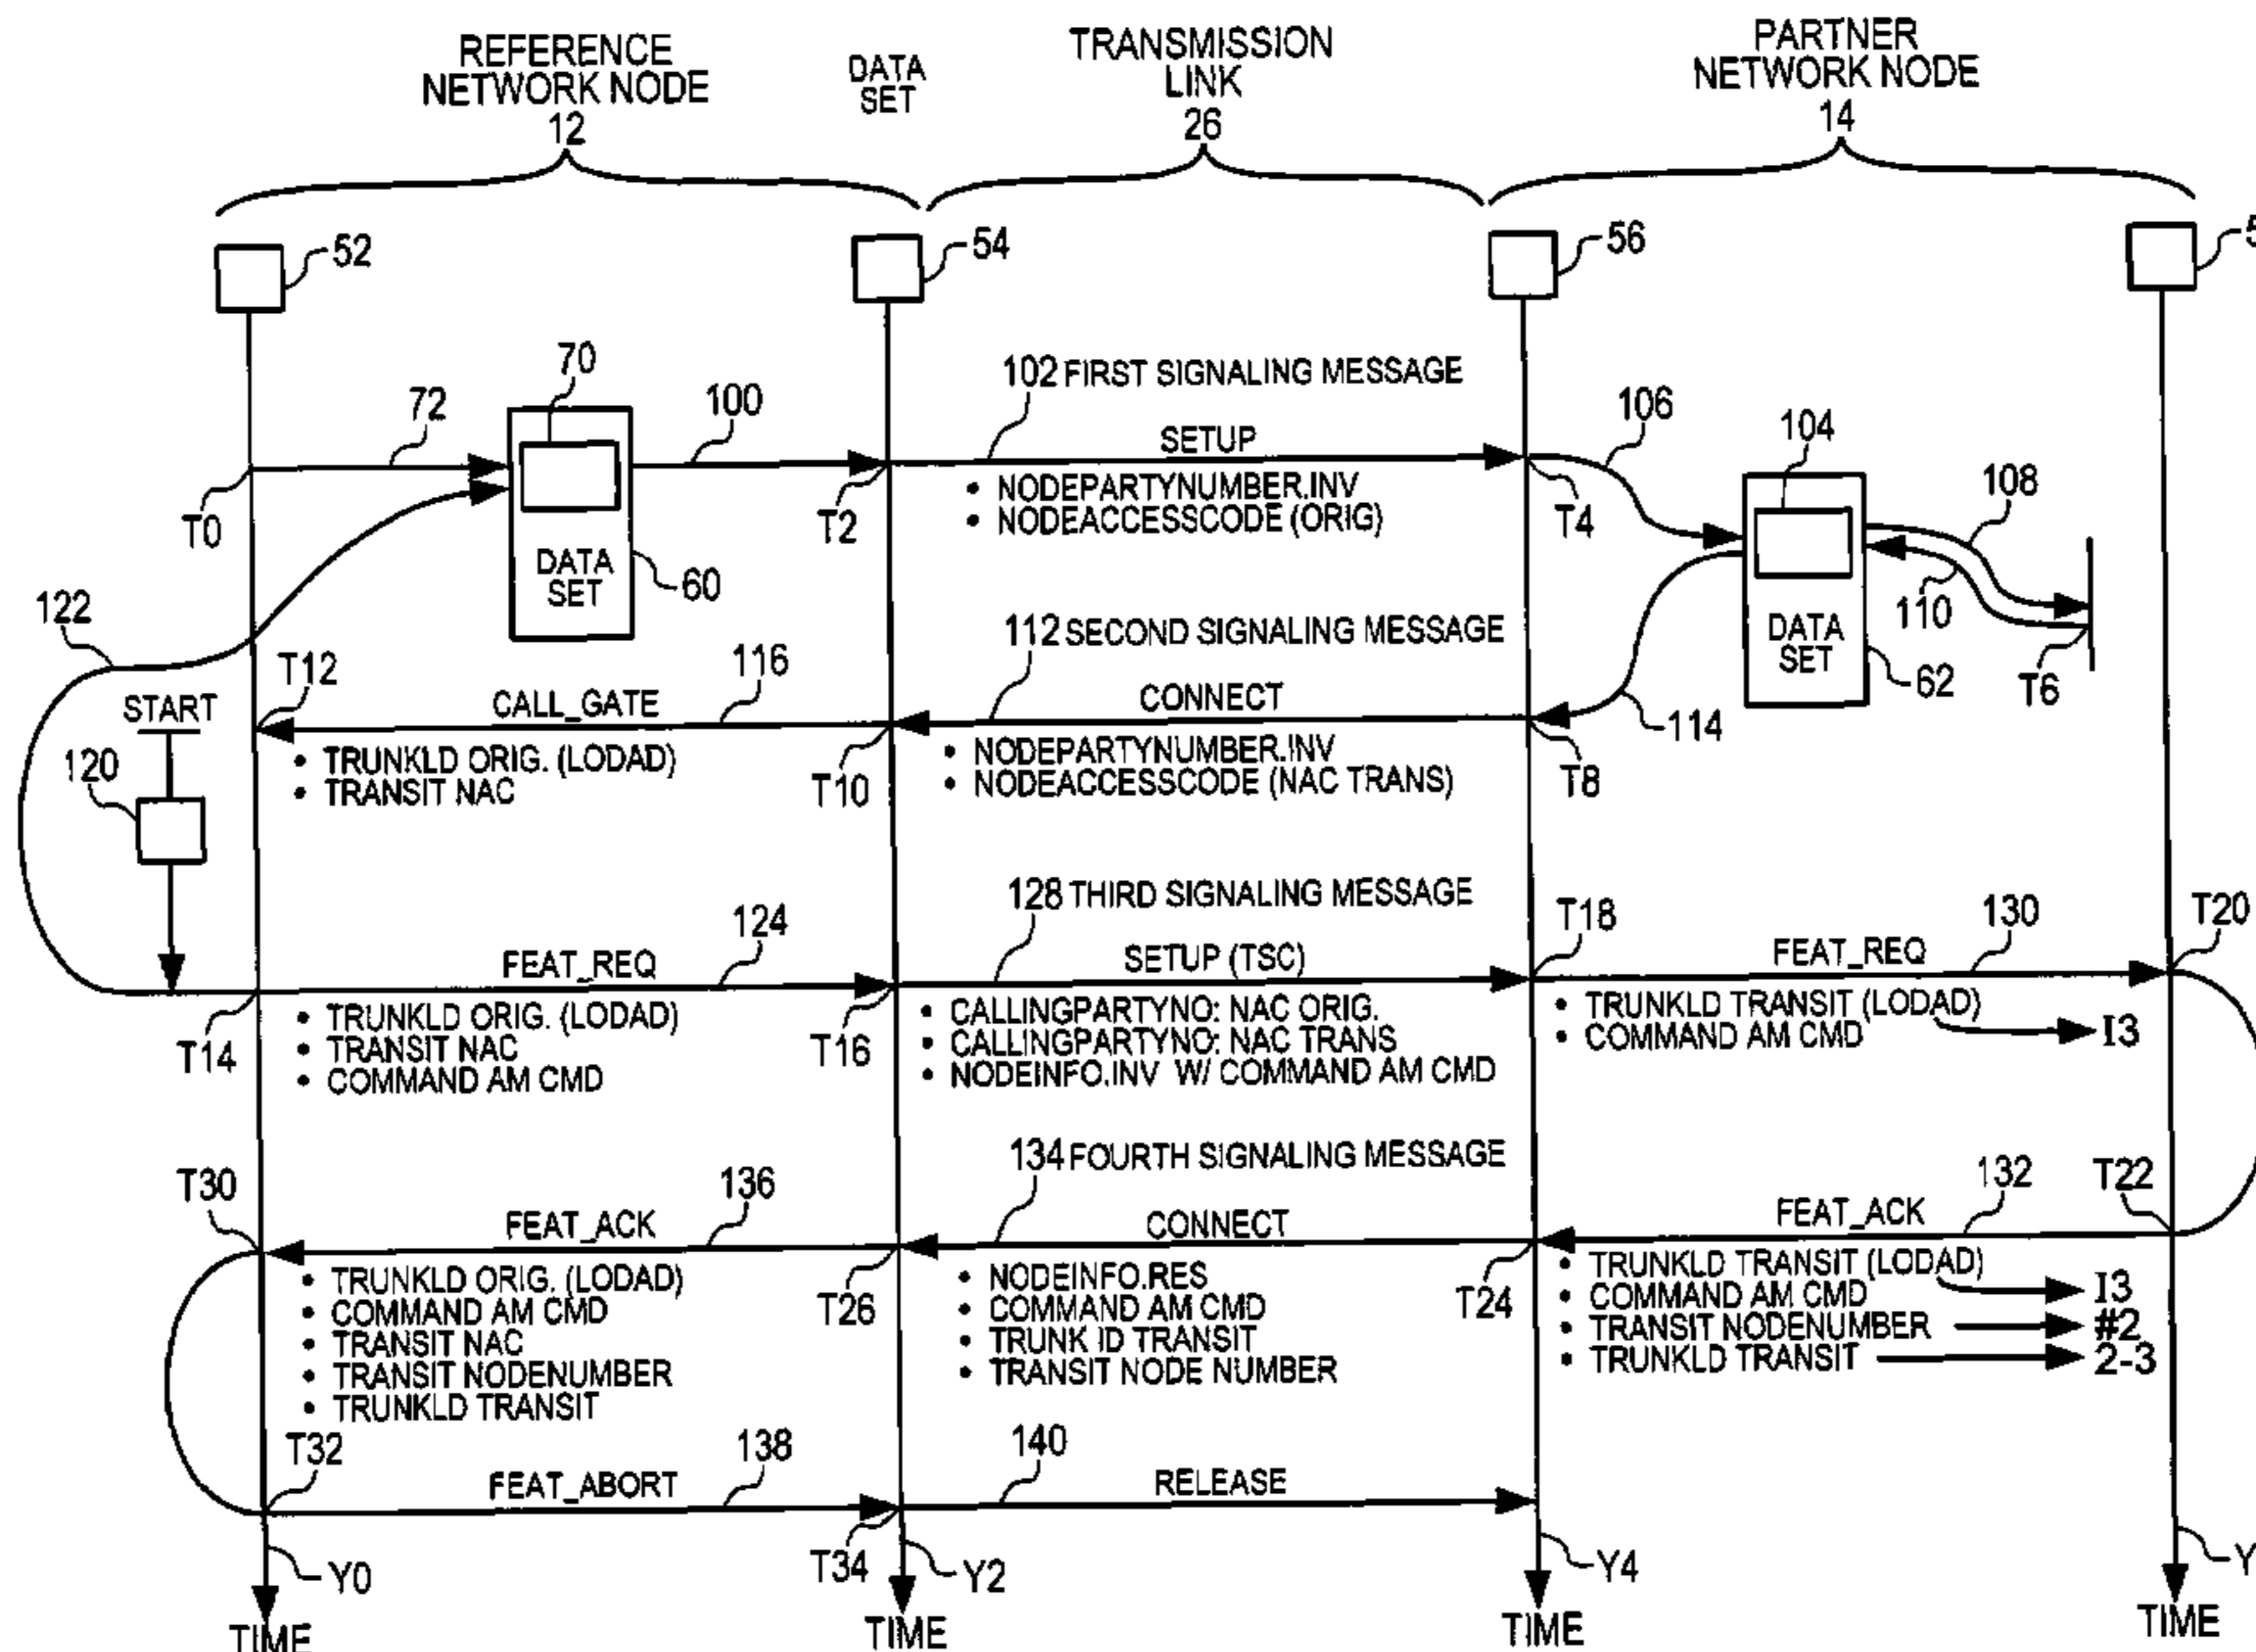 REFERENCE
NETWORK NODE
12
DATA
SET
TRANSMISSION
LINK
26
PARTNER
NETWORK NODE
14
52
54
56
5
70
72
100
102 FIRST SIGNALING MESSAGE
106
104
108
SETUP
T0
T2
• NODEPARTYNUMBER.INV
• NODEACCESSCODE (ORIG)
T4
DATA
SET
60
110
DATA
SET
62
T6
122
T12
116
112 SECOND SIGNALING MESSAGE
START
CALL_GATE
CONNECT
114
120
• TRUNKLD ORIG. (LODAD)
• TRANSIT NAC
T10
• NODEPARTYNUMBER.INV
• NODEACCESSCODE (NAC TRANS)
T8
124
128 THIRD SIGNALING MESSAGE
T18
130
T20
FEAT_REQ
SETUP (TSC)
FEAT_REQ
T14
• TRUNKLD ORIG. (LODAD)
• TRANSIT NAC
• COMMAND AM CMD
T16
• CALLINGPARTYNO: NAC ORIG.
• CALLINGPARTYNO: NAC TRANS
• NODEINFO.INV W/ COMMAND AM CMD
• TRUNKLD TRANSIT (LODAD)
• COMMAND AM CMD
I3
T30
136
134 FOURTH SIGNALING MESSAGE
132
T22
FEAT_ACK
CONNECT
FEAT_ACK
• TRUNKLD ORIG. (LODAD)
• COMMAND AM CMD
• TRANSIT NAC
• TRANSIT NODENUMBER
• TRUNKLD TRANSIT
T26
• NODEINFO.RES
• COMMAND AM CMD
• TRUNK ID TRANSIT
• TRANSIT NODE NUMBER
T24
• TRUNKLD TRANSIT (LODAD)
• COMMAND AM CMD
• TRANSIT NODENUMBER
• TRUNKLD TRANSIT
I3
#2
2-3
T32
138
140
FEAT_ABORT
RELEASE
T34
Y0
Y2
Y4
Y
TIME
TIME
TIME
TIME